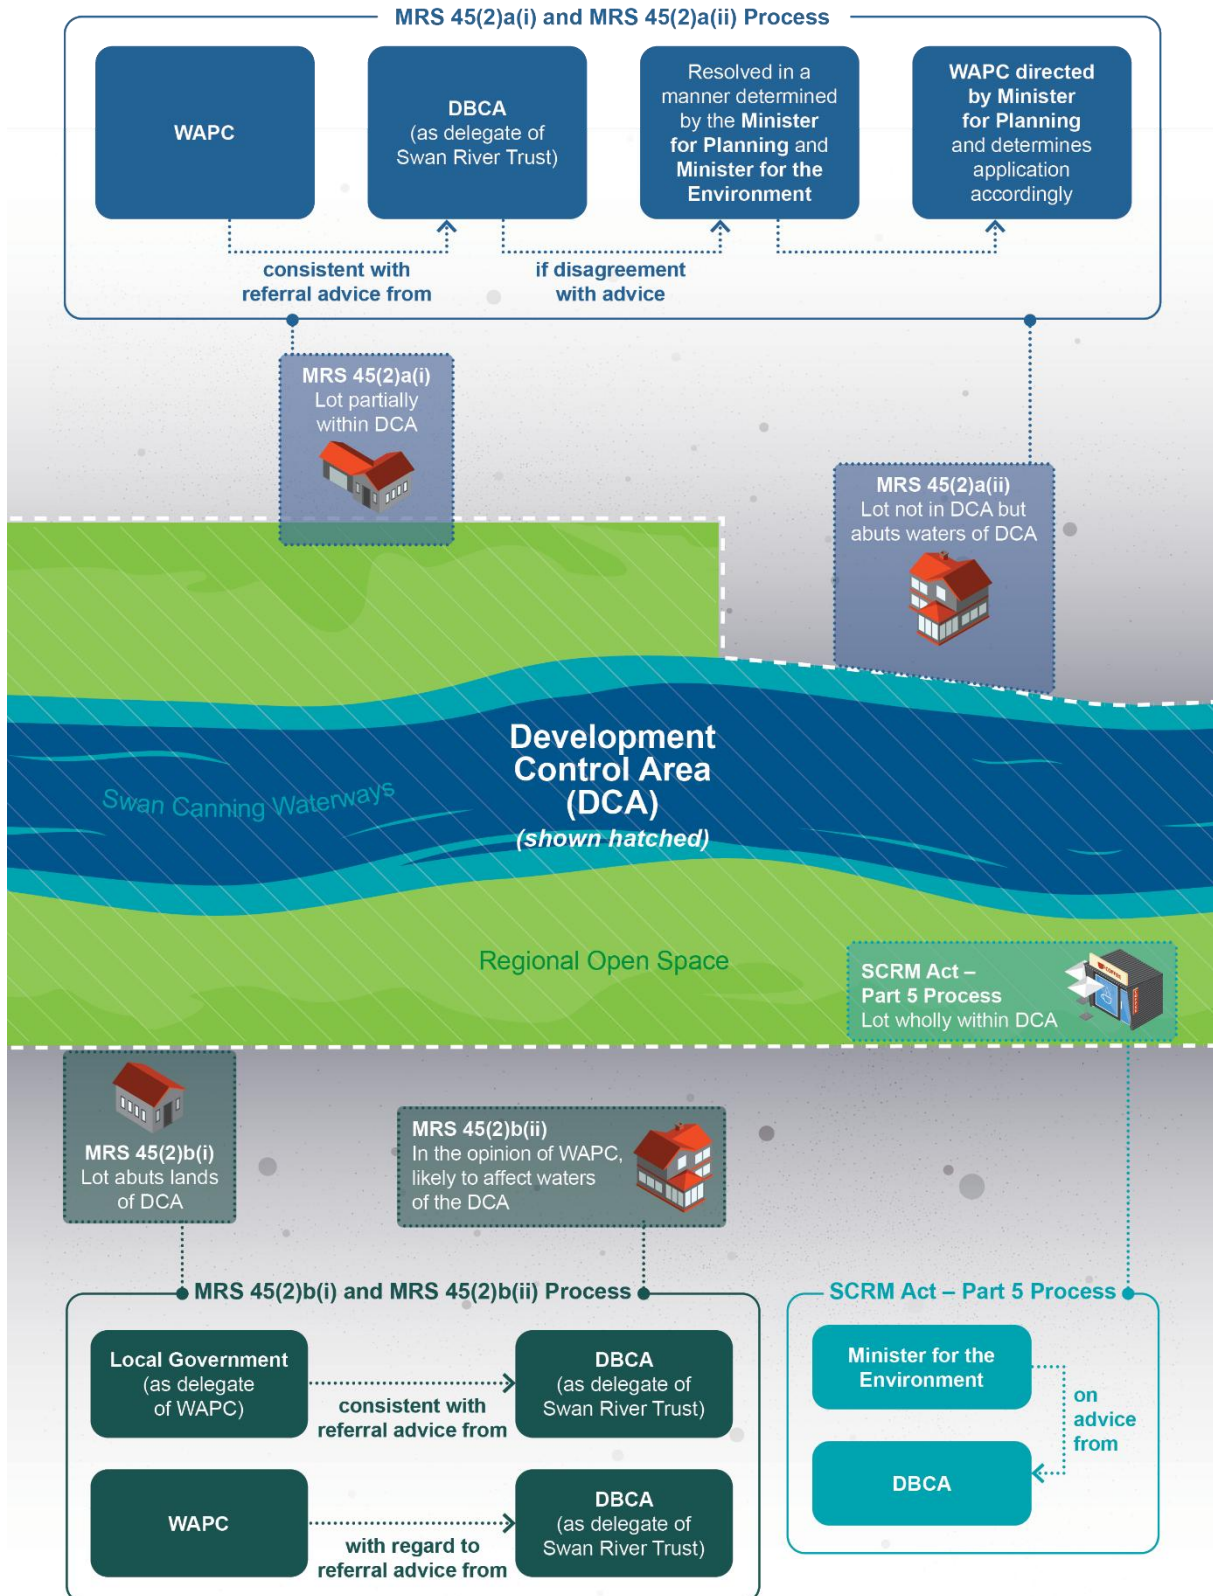 MRS 45(2)a(i) and MRS 45(2)a(ii) Process
WAPC
DBCA
(as delegate of
Swan River Trust)
Resolved in a
manner determined
by the Minister
for Planning and
Minister for the
Environment
WAPC directed
by Minister
for Planning
and determines
application
accordingly
consistent with
referral advice from
if disagreement
with advice
MRS 45(2)a(i)
Lot partially
within DCA
MRS 45(2)a(ii)
Lot not in DCA but
abuts waters of DCA
Development
Control Area
(DCA)
(shown hatched)
Swan Canning Waterways
Regional Open Space
SCRM Act –
Part 5 Process
Lot wholly within DCA
COFFEE
MRS 45(2)b(i)
Lot abuts lands
of DCA
MRS 45(2)b(ii)
In the opinion of WAPC,
likely to affect waters
of the DCA
MRS 45(2)b(i) and MRS 45(2)b(ii) Process
Local Government
(as delegate
of WAPC)
consistent with
referral advice from
DBCA
(as delegate of
Swan River Trust)
WAPC
with regard to
referral advice from
DBCA
(as delegate of
Swan River Trust)
SCRM Act – Part 5 Process
Minister for the
Environment
on
advice
from
DBCA